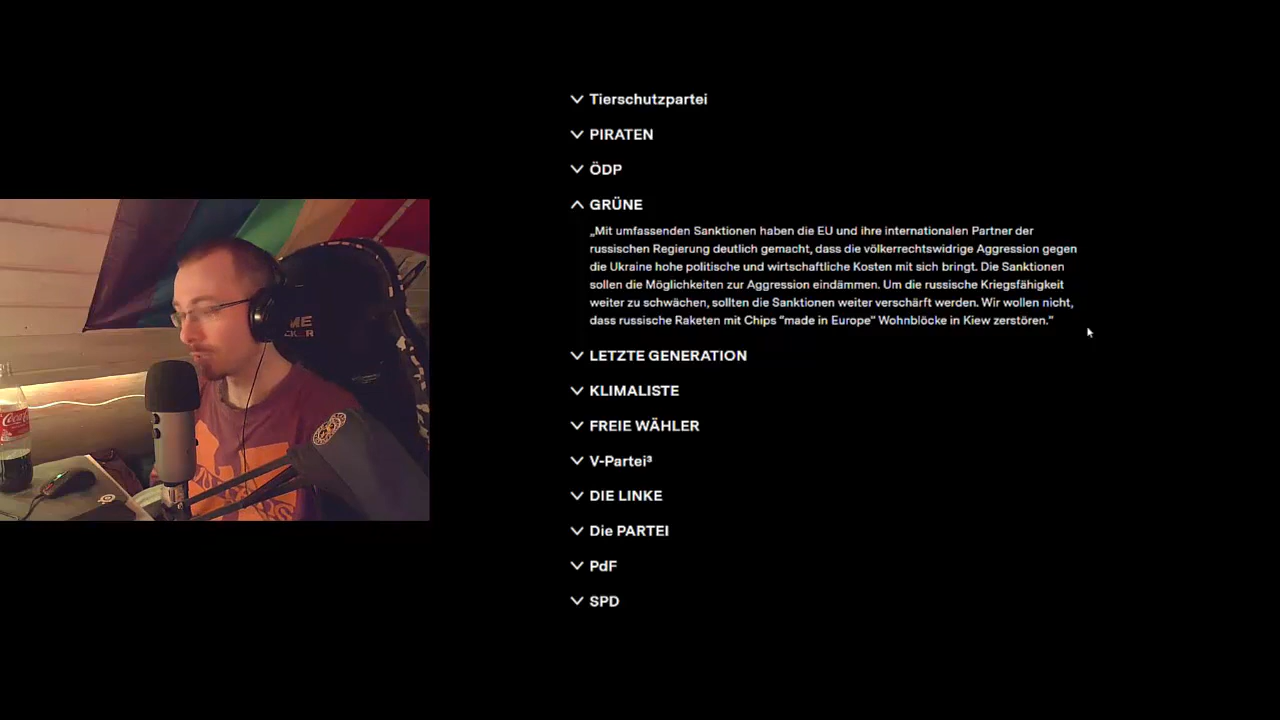 Tierschutzpartei
PIRATEN
ÖDP
GRÜNE
„Mit umfassenden Sanktionen haben die EU und ihre internationalen Partner der
russischen Regierung deutlich gemacht, dass die völkerrechtswidrige Aggression gegen
die Ukraine hohe politische und wirtschaftliche Kosten mit sich bringt. Die Sanktionen
sollen die Möglichkeiten zur Aggression eindämmen. Um die russische Kriegsfähigkeit
weiter zu schwächen, sollten die Sanktionen weiter verschärft werden. Wir wollen nicht,
dass russische Raketen mit Chips "made in Europe" Wohnblöcke in Kiew zerstören."
LETZTE GENERATION
KLIMALISTE
FREIE WÄHLER
V-Partei³
DIE LINKE
Die PARTEI
PdF
SPD
Coca